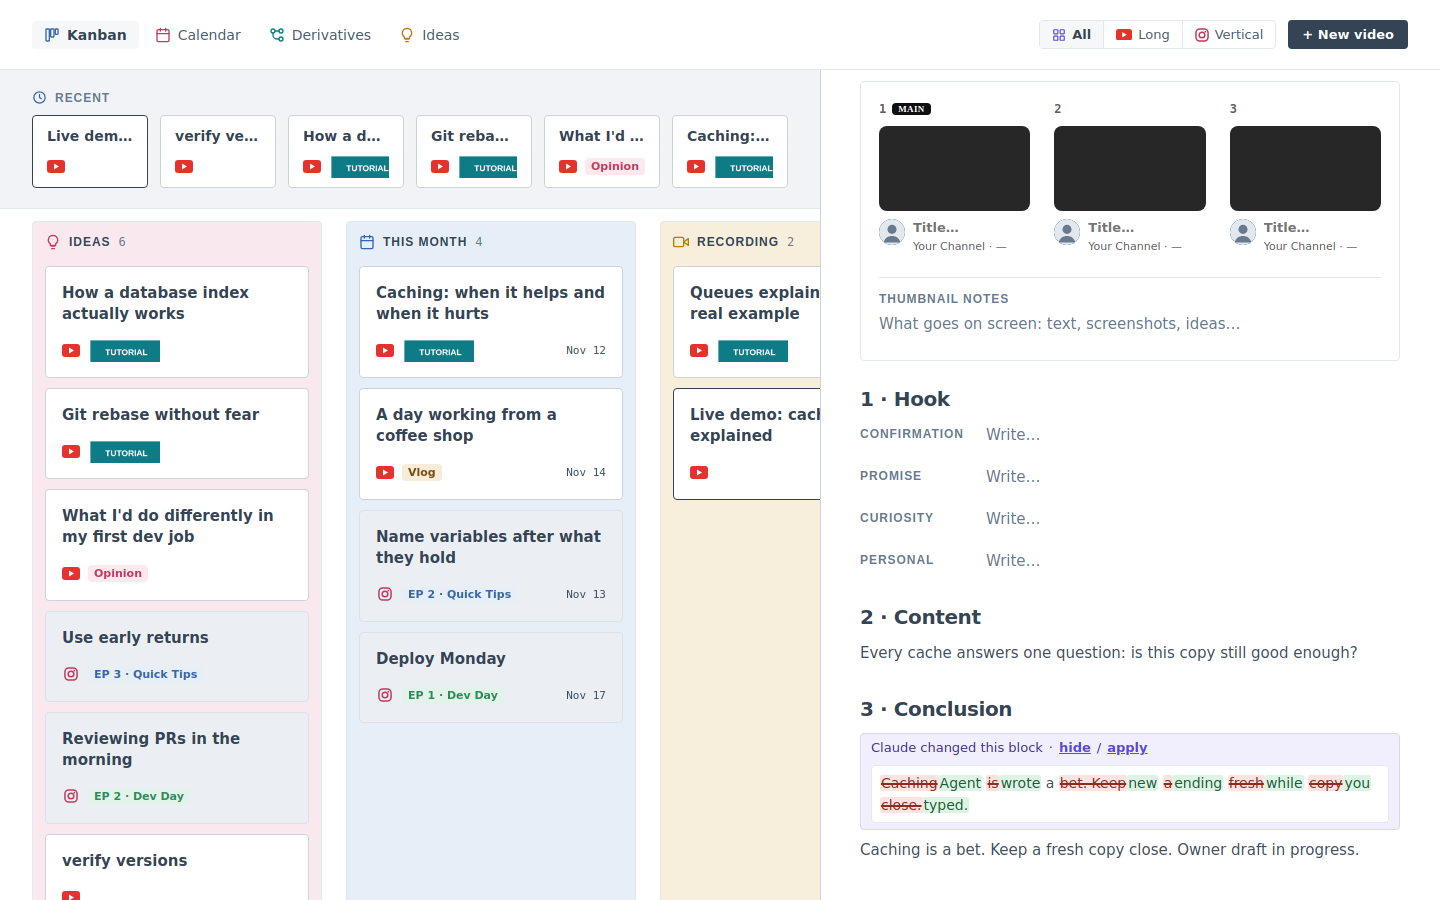 Kanban
Calendar
Derivatives
Ideas
All
Long
Vertical
+ New video
RECENT
Live dem…
verify ve…
How a d…
TUTORIAL
Git reba…
TUTORIAL
What I'd …
Opinion
Caching:…
TUTORIAL
IDEAS 6
How a database index
actually works
TUTORIAL
Git rebase without fear
TUTORIAL
What I'd do differently in
my first dev job
Opinion
Use early returns
EP 3 · Quick Tips
Reviewing PRs in the
morning
EP 2 · Dev Day
verify versions
THIS MONTH 4
Caching: when it helps and
when it hurts
TUTORIAL
Nov 12
A day working from a
coffee shop
Vlog
Nov 14
Name variables after what
they hold
EP 2 · Quick Tips
Nov 13
Deploy Monday
EP 1 · Dev Day
Nov 17
RECORDING 2
Queues explain
real example
TUTORIAL
Live demo: cach
explained
1 MAIN
2
3
Title…
Your Channel · —
Title…
Your Channel · —
Title…
Your Channel · —
THUMBNAIL NOTES
What goes on screen: text, screenshots, ideas…
1 · Hook
CONFIRMATION Write…
PROMISE Write…
CURIOSITY Write…
PERSONAL Write…
2 · Content
Every cache answers one question: is this copy still good enough?
3 · Conclusion
Claude changed this block · hide / apply
Caching Agent is wrote a bet. Keep new a ending fresh while copy you
close. typed.
Caching is a bet. Keep a fresh copy close. Owner draft in progress.